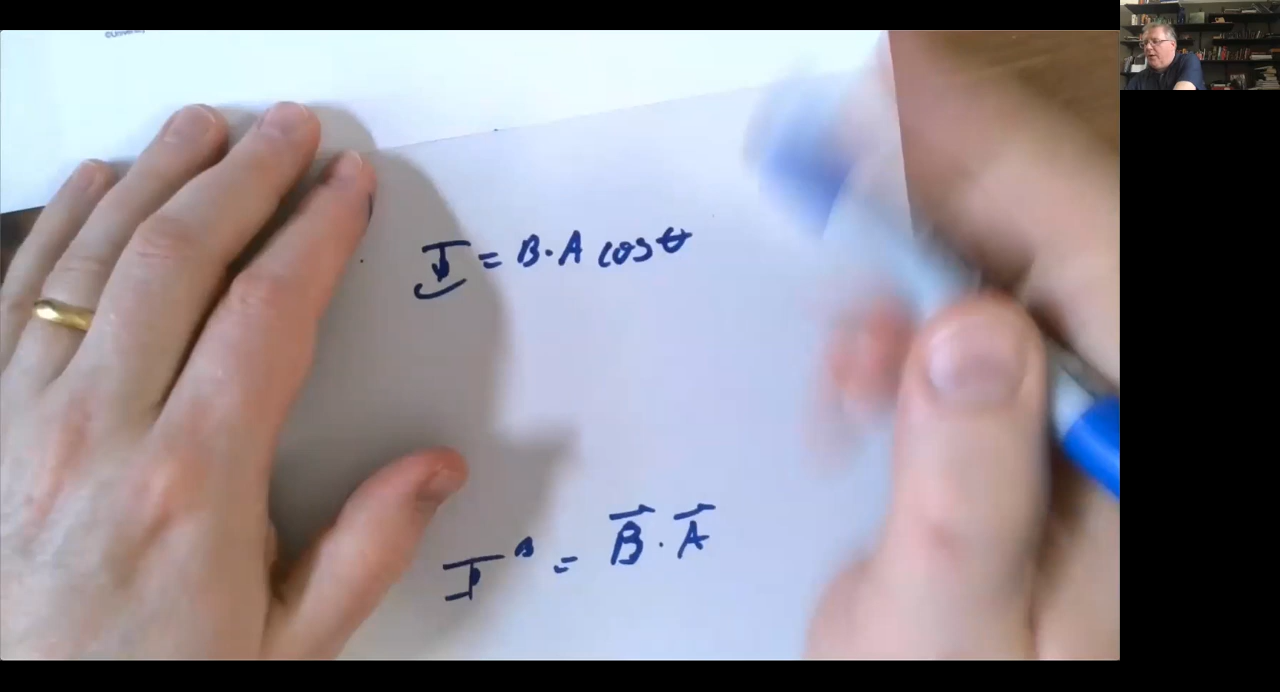 Φ = B · A cos θ
Φ^B = B⃗ · A⃗